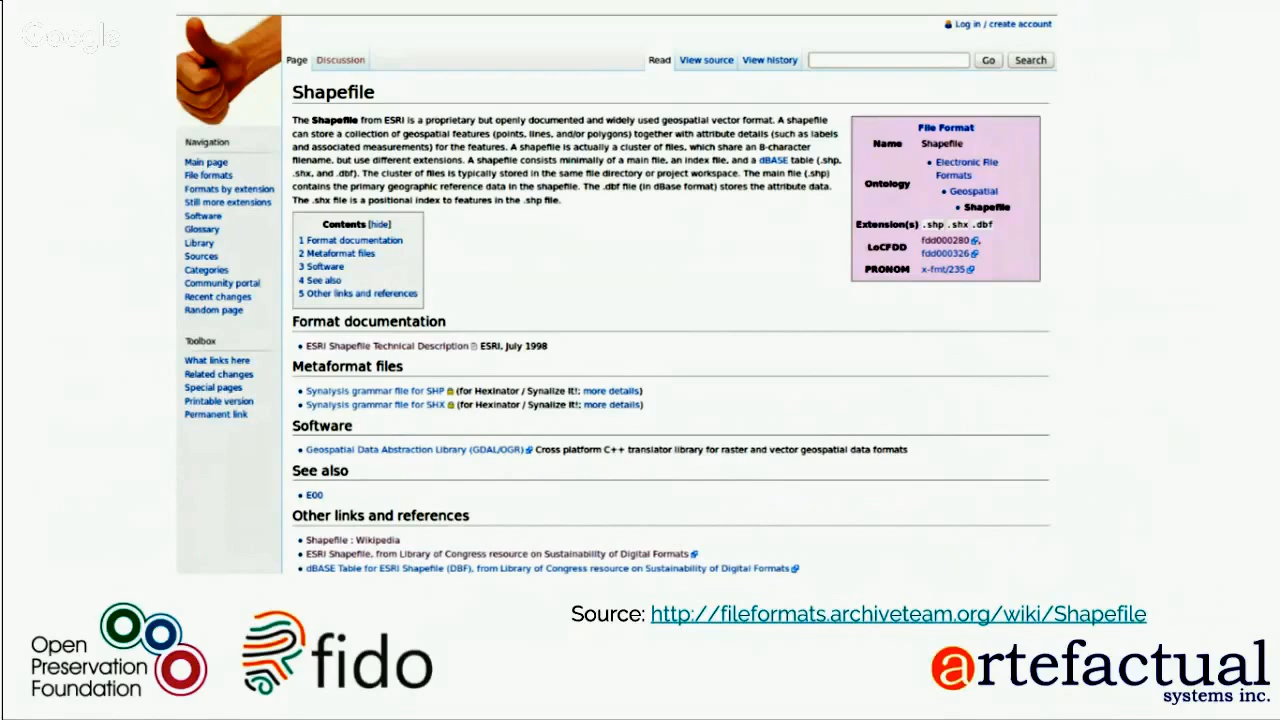 Google
Log in / create account
Page Discussion Read View source View history Go Search
Shapefile
The Shapefile from ESRI is a proprietary but openly documented and widely used geospatial vector format. A shapefile
can store a collection of geospatial features (points, lines, and/or polygons) together with attribute details (such as labels
and associated measurements) for the features. A shapefile is actually a cluster of files, which share an 8-character
filename, but use different extensions. A shapefile consists minimally of a main file, an index file, and a dBASE table (.shp,
.shx, and .dbf). The cluster of files is typically stored in the same file directory or project workspace. The main file (.shp)
contains the primary geographic reference data in the shapefile. The .dbf file (in dBase format) stores the attribute data.
The .shx file is a positional index to features in the .shp file.
File Format
Name Shapefile
Ontology
• Electronic File
Formats
• Geospatial
• Shapefile
Extension(s) .shp .shx .dbf
LoCFDD fdd000280,
fdd000326
PRONOM x-fmt/235
Navigation
Main page
File formats
Formats by extension
Still more extensions
Software
Glossary
Library
Sources
Categories
Community portal
Recent changes
Random page
Toolbox
What links here
Related changes
Special pages
Printable version
Permanent link
Contents [hide]
1 Format documentation
2 Metaformat files
3 Software
4 See also
5 Other links and references
Format documentation
• ESRI Shapefile Technical Description ESRI, July 1998
Metaformat files
• Synalysis grammar file for SHP (for Hexinator / Synalize It!; more details)
• Synalysis grammar file for SHX (for Hexinator / Synalize It!; more details)
Software
• Geospatial Data Abstraction Library (GDAL/OGR) Cross platform C++ translator library for raster and vector geospatial data formats
See also
• E00
Other links and references
• Shapefile : Wikipedia
• ESRI Shapefile, from Library of Congress resource on Sustainability of Digital Formats
• dBASE Table for ESRI Shapefile (DBF), from Library of Congress resource on Sustainability of Digital Formats
Source: http://fileformats.archiveteam.org/wiki/Shapefile
Open
Preservation
Foundation
fido
artefactual
systems inc.